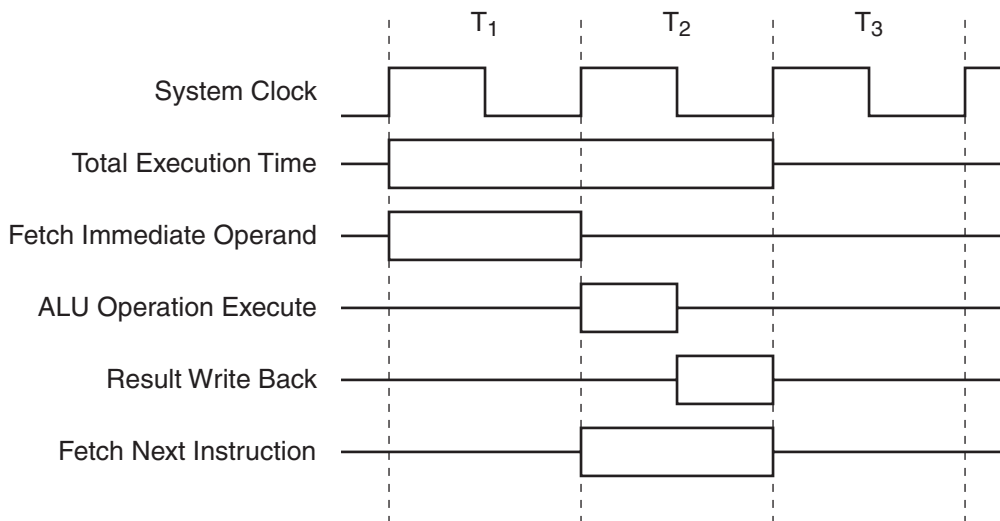 T1 T2 T3
System Clock
Total Execution Time
Fetch Immediate Operand
ALU Operation Execute
Result Write Back
Fetch Next Instruction